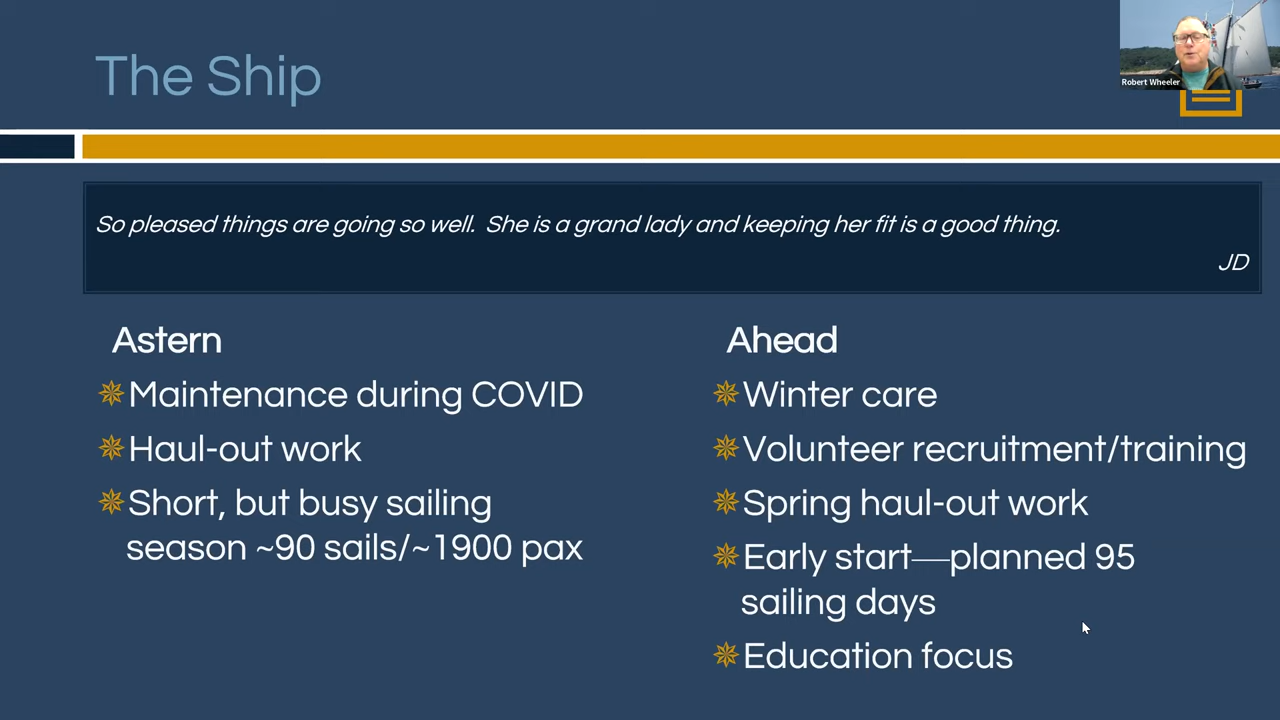 The Ship
Robert Wheeler
So pleased things are going so well.  She is a grand lady and keeping her fit is a good thing.
JD
Astern
Maintenance during COVID
Haul-out work
Short, but busy sailing
season ~90 sails/~1900 pax
Ahead
Winter care
Volunteer recruitment/training
Spring haul-out work
Early start—planned 95
sailing days
Education focus